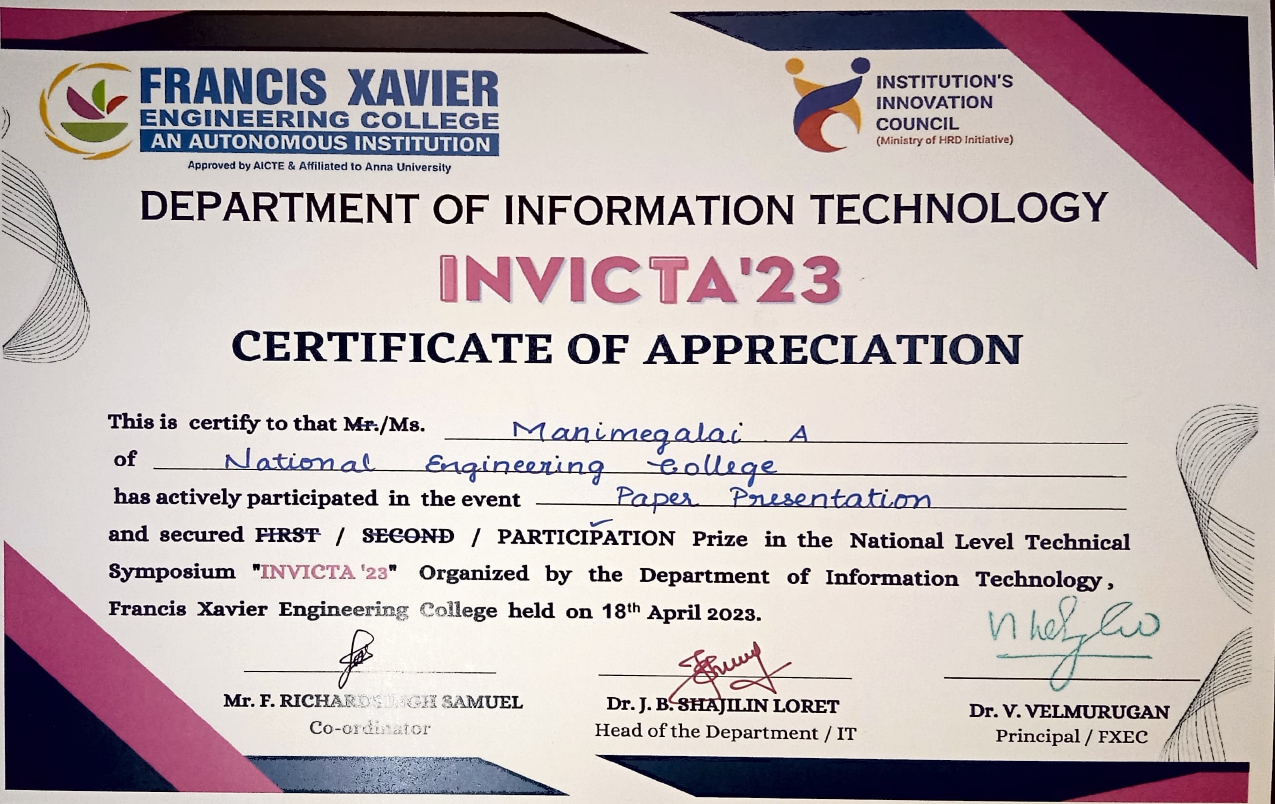 FRANCIS XAVIER
ENGINEERING COLLEGE
AN AUTONOMOUS INSTITUTION
Approved by AICTE & Affiliated to Anna University
INSTITUTION'S
INNOVATION
COUNCIL
(Ministry of HRD Initiative)
DEPARTMENT OF INFORMATION TECHNOLOGY
INVICTA'23
CERTIFICATE OF APPRECIATION
This is certify to that Mr./Ms. Manimegalai A
of National Engineering College
has actively participated in the event Paper Presentation
and secured FIRST / SECOND / PARTICIPATION Prize in the National Level Technical
Symposium "INVICTA '23" Organized by the Department of Information Technology,
Francis Xavier Engineering College held on 18th April 2023.
Mr. F. SAMUEL
Co-ordinator
Dr. J. B. SHAJILIN LORET
Head of the Department / IT
Dr. V. VELMURUGAN
Principal / FXEC